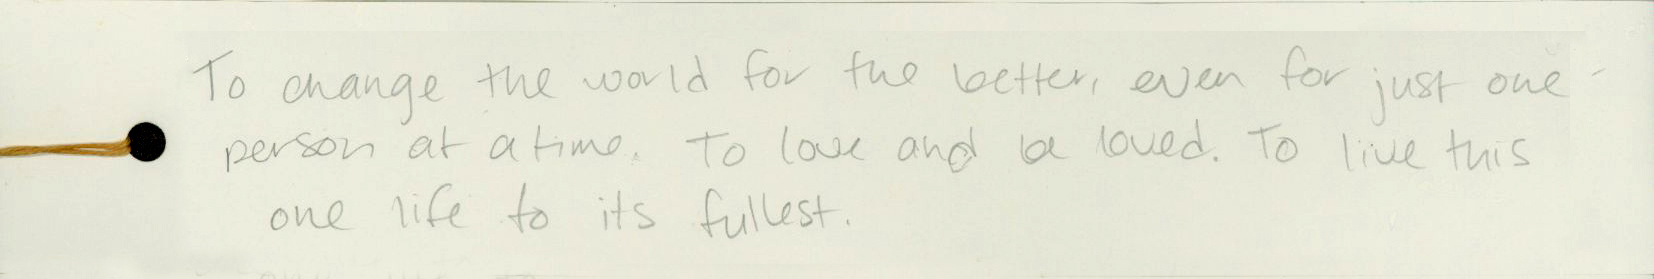 To change the world for the better, even for just one
person at a time. To love and be loved. To live this
one life to its fullest.